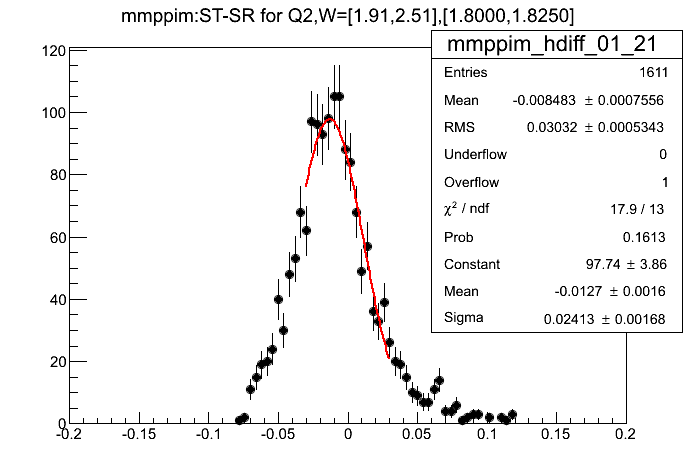 mmppim:ST-SR for Q2,W=[1.91,2.51],[1.8000,1.8250]
mmppim_hdiff_01_21
Entries 1611
Mean -0.008483 ± 0.0007556
RMS 0.03032 ± 0.0005343
Underflow 0
Overflow 1
χ² / ndf 17.9 / 13
Prob 0.1613
Constant 97.74 ± 3.86
Mean -0.0127 ± 0.0016
Sigma 0.02413 ± 0.00168
120
100
80
60
40
20
0
-0.2 -0.15 -0.1 -0.05 0 0.05 0.1 0.15 0.2